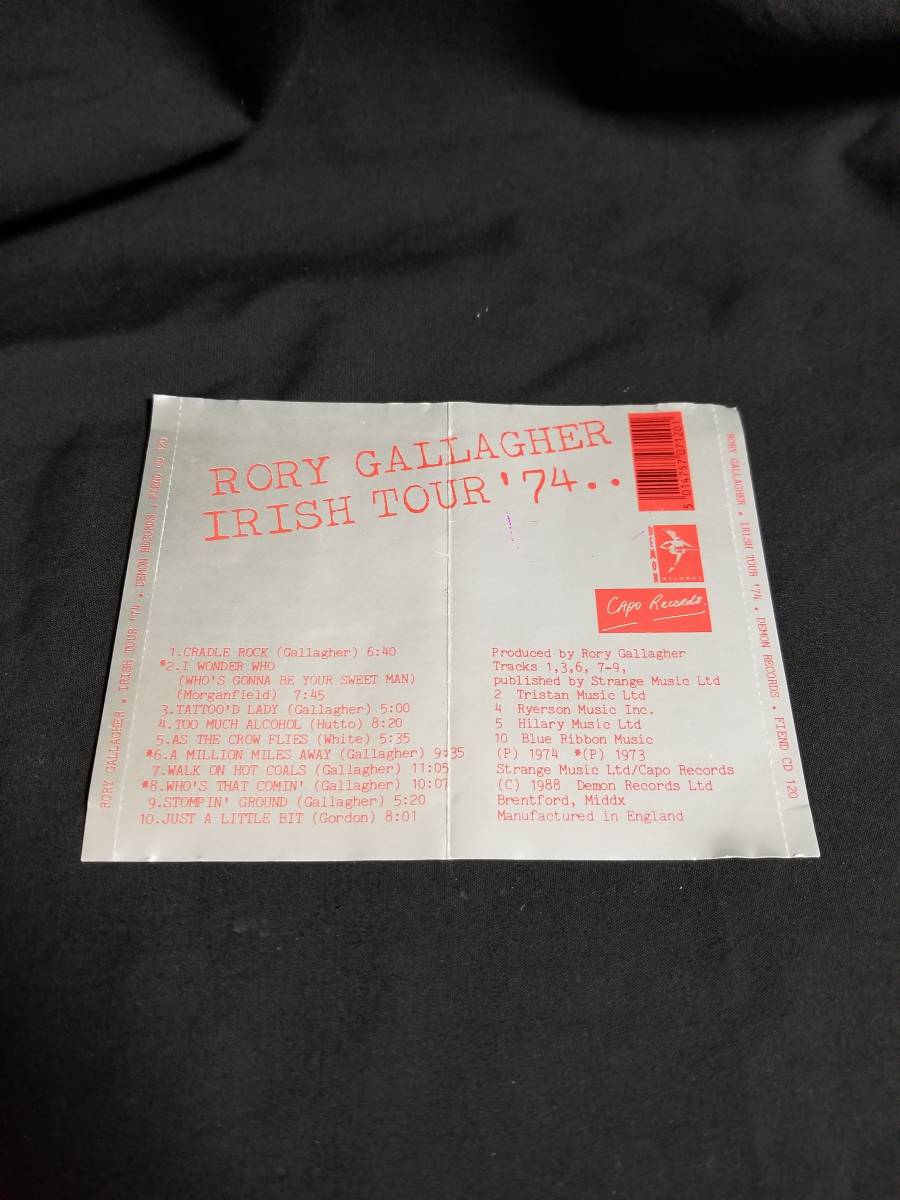 RORY GALLAGHER
IRISH TOUR '74..
5 014757 071201
DEMON
RECORDS
Capo Records.
1.CRADLE ROCK (Gallagher) 6:40
*2.I WONDER WHO
(WHO'S GONNA BE YOUR SWEET MAN)
(Morganfield) 7:45
3.TATTOO'D LADY (Gallagher) 5:00
4.TOO MUCH ALCOHOL (Hutto) 8:20
5.AS THE CROW FLIES (White) 5:35
*6.A MILLION MILES AWAY (Gallagher) 9:35
7.WALK ON HOT COALS (Gallagher) 11:05
*8.WHO'S THAT COMIN' (Gallagher) 10:07
9.STOMPIN' GROUND (Gallagher) 5:20
10.JUST A LITTLE BIT (Gordon) 8:01
Produced by Rory Gallagher
Tracks 1,3,6, 7-9,
published by Strange Music Ltd
2 Tristan Music Ltd
4 Ryerson Music Inc.
5 Hilary Music Ltd
10 Blue Ribbon Music
(P) 1974 *(P) 1973
Strange Music Ltd/Capo Records
(C) 1988 Demon Records Ltd
Brentford, Middx
Manufactured in England
RORY GALLAGHER • IRISH TOUR '74 • DEMON RECORDS • FIEND CD 120
RORY GALLAGHER • IRISH TOUR '74 • DEMON RECORDS • FIEND CD 120